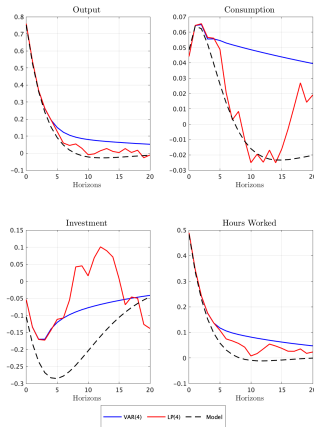 Output
Consumption
0.8
0.7
0.6
0.5
0.4
0.3
0.2
0.1
0
-0.1
0.07
0.06
0.05
0.04
0.03
0.02
0.01
0
-0.01
-0.02
-0.03
0 5 10 15 20
0 5 10 15 20
Horizons
Horizons
Investment
Hours Worked
0.15
0.1
0.05
0
-0.05
-0.1
-0.15
-0.2
-0.25
-0.3
0.5
0.4
0.3
0.2
0.1
0
-0.1
0 5 10 15 20
0 5 10 15 20
Horizons
Horizons
VAR(4) LP(4) Model